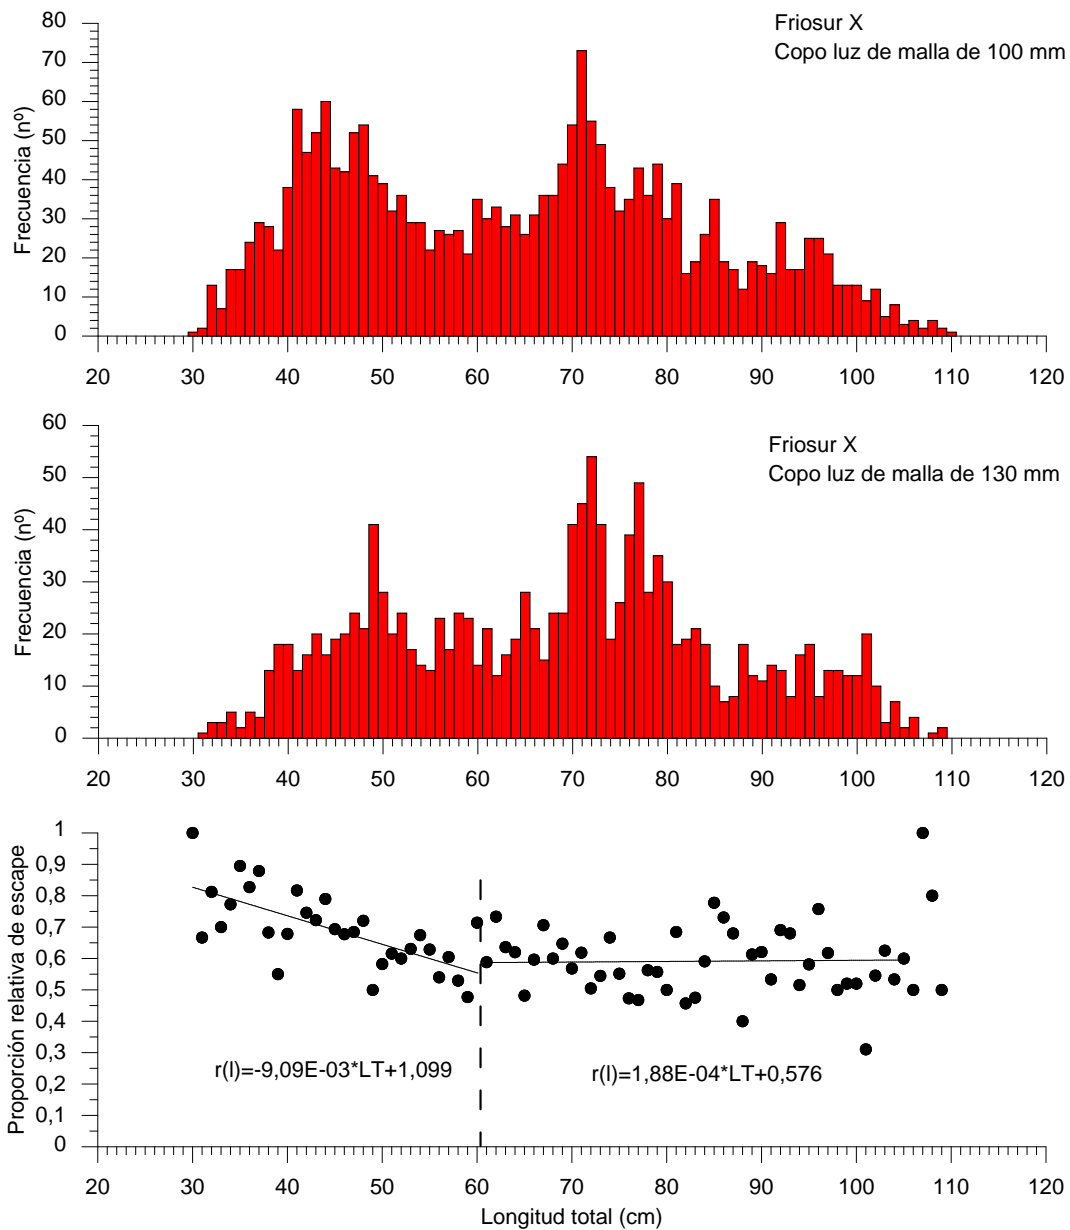 80
70
60
50
40
30
20
10
0
Frecuencia (nº)
Friosur X
Copo luz de malla de 100 mm
20 30 40 50 60 70 80 90 100 110 120
60
50
40
30
20
10
0
Frecuencia (nº)
Friosur X
Copo luz de malla de 130 mm
20 30 40 50 60 70 80 90 100 110 120
1
0,9
0,8
0,7
0,6
0,5
0,4
0,3
0,2
0,1
0
Proporción relativa de escape
r(l)=-9,09E-03*LT+1,099
r(l)=1,88E-04*LT+0,576
20 30 40 50 60 70 80 90 100 110 120
Longitud total (cm)